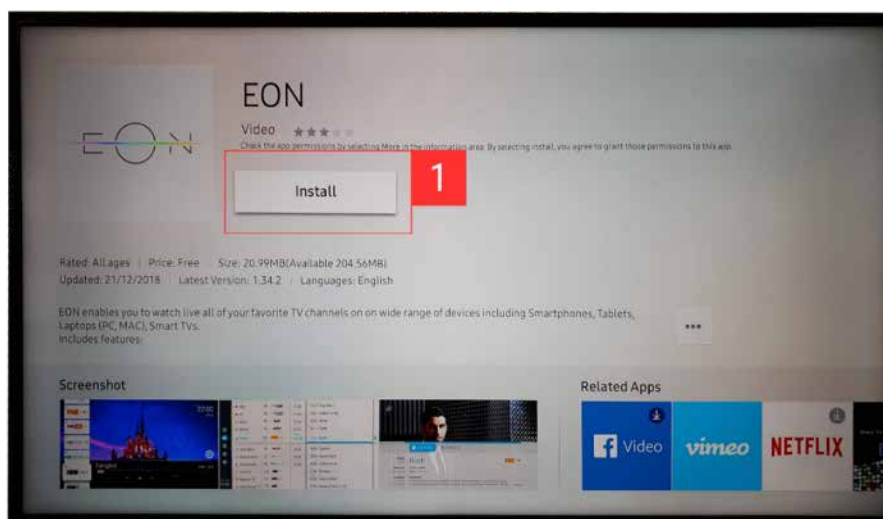 EON
EON
Video
Check the app permissions by selecting More in the information area. By selecting install, you agree to grant those permissions to this app.
Install
1
Rated: All ages | Price: Free | Size: 20.99MB(Available 204.56MB)
Updated: 21/12/2018 | Latest Version: 1.34.2 | Languages: English
EON enables you to watch live all of your favorite TV channels on on wide range of devices including Smartphones, Tablets,
Laptops (PC, MAC), Smart TVs.
Includes features:
Screenshot
Related Apps
22:00
f Video
vimeo
NETFLIX